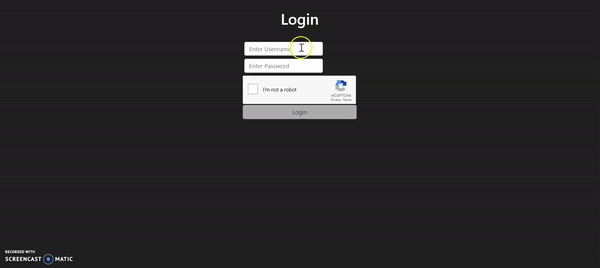 Login
Enter Username
Enter Password
I'm not a robot
reCAPTCHA
Privacy - Terms
Login
RECORDED WITH
SCREENCAST MATIC